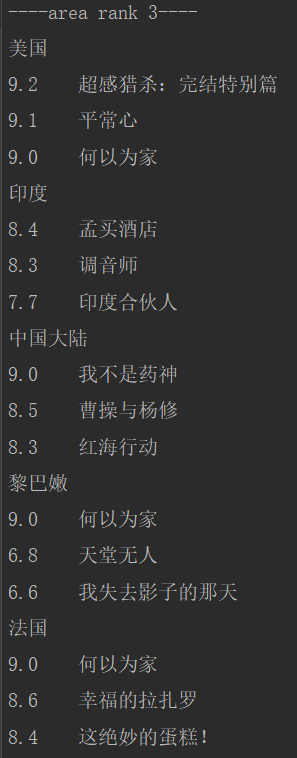 ----area rank 3----
美国
9.2 超感猎杀：完结特别篇
9.1 平常心
9.0 何以为家
印度
8.4 孟买酒店
8.3 调音师
7.7 印度合伙人
中国大陆
9.0 我不是药神
8.5 曹操与杨修
8.3 红海行动
黎巴嫩
9.0 何以为家
6.8 天堂无人
6.6 我失去影子的那天
法国
9.0 何以为家
8.6 幸福的拉扎罗
8.4 这绝妙的蛋糕！